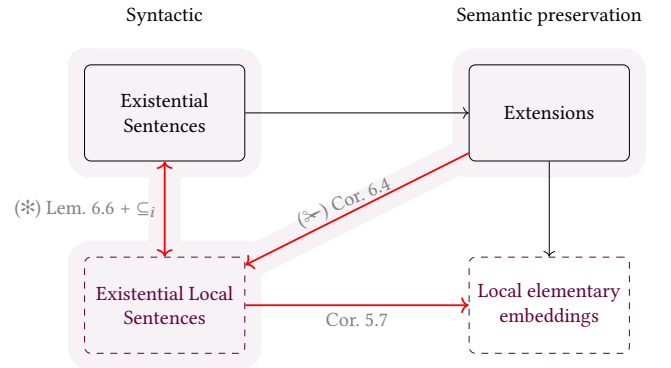 Syntactic
Semantic preservation
Existential
Sentences
Extensions
(✼) Lem. 6.6 + ⊆i
(✂) Cor. 6.4
Existential Local
Sentences
Cor. 5.7
Local elementary
embeddings